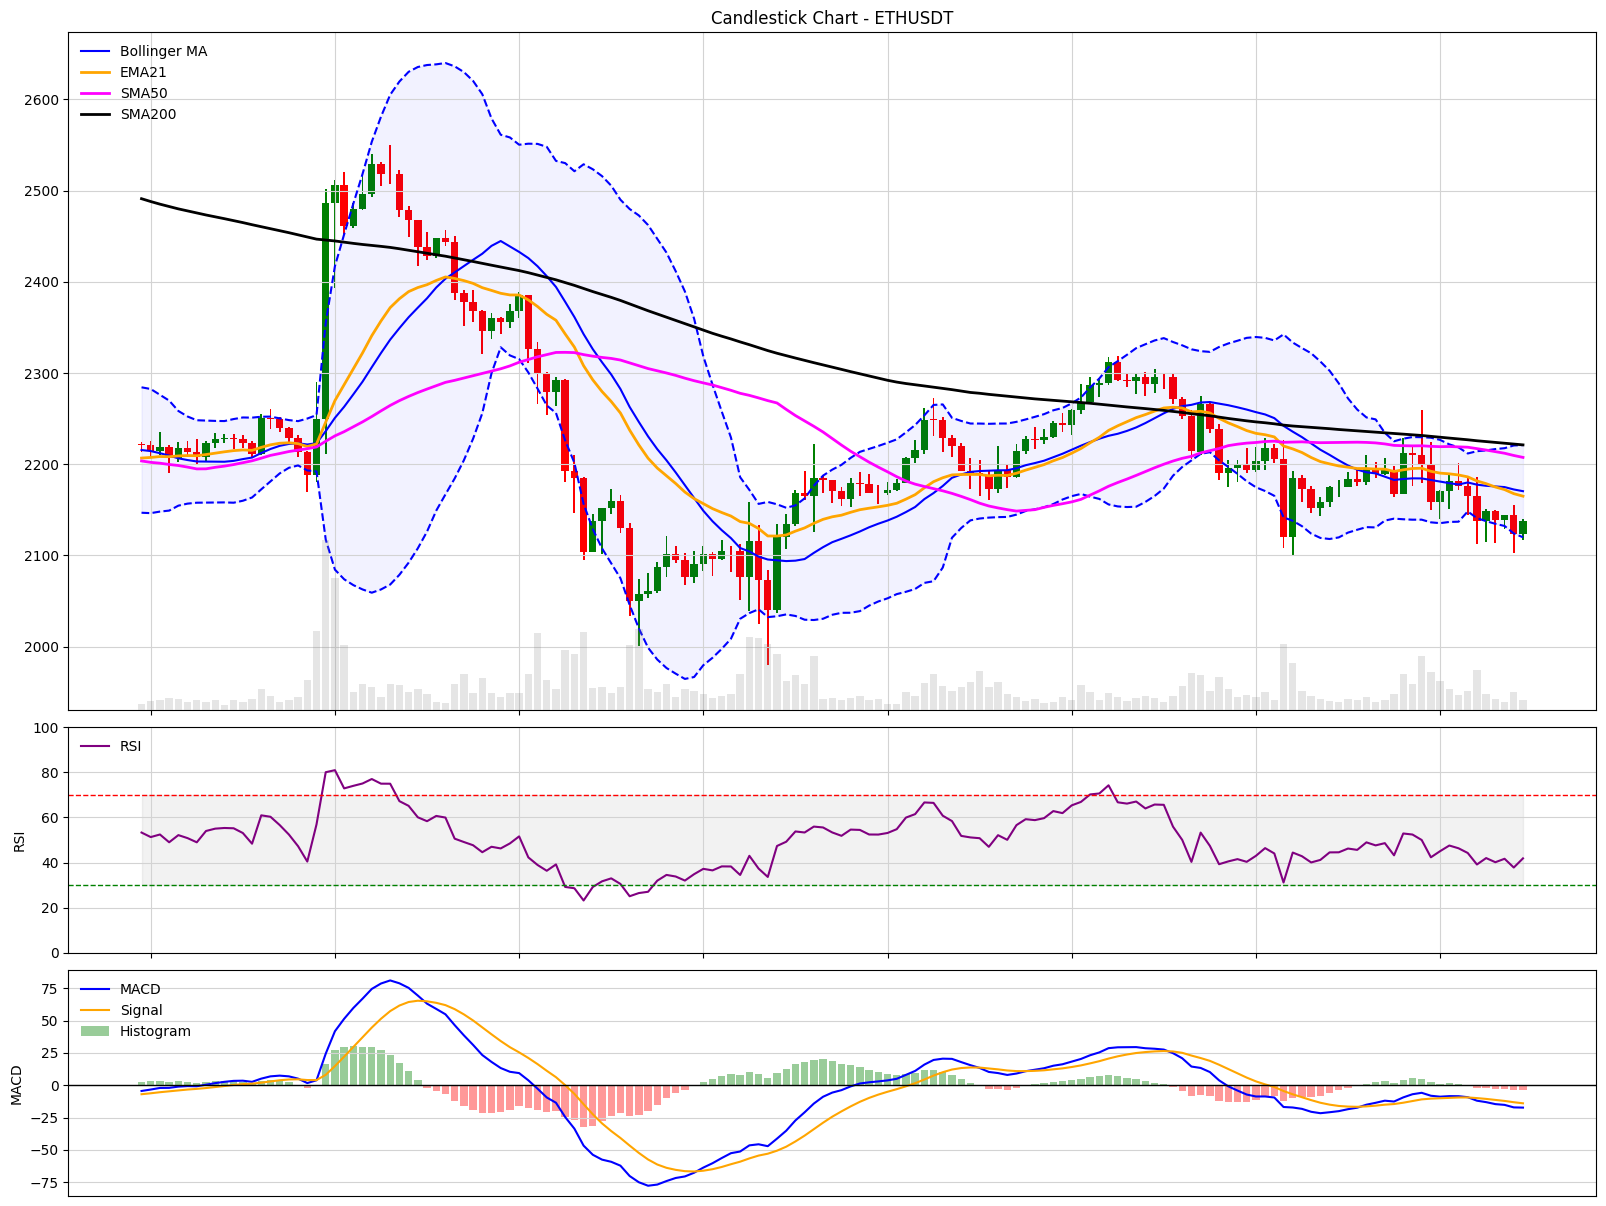 Candlestick Chart - ETHUSDT
Bollinger MA
EMA21
SMA50
SMA200
2600
2500
2400
2300
2200
2100
2000
RSI
100
80
60
40
20
0
RSI
MACD
Signal
Histogram
75
50
25
0
−25
−50
−75
MACD